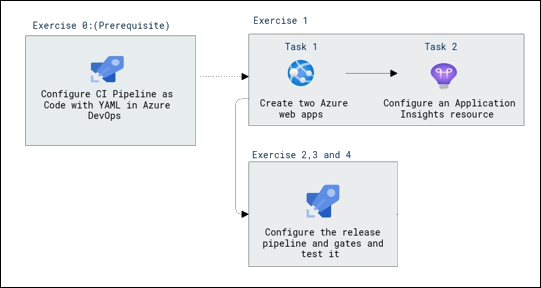 Exercise 0:(Prerequisite)
Configure CI Pipeline as
Code with YAML in Azure
DevOps
Exercise 1
Task 1
Create two Azure
web apps
Task 2
Configure an Application
Insights resource
Exercise 2,3 and 4
Configure the release
pipeline and gates and
test it